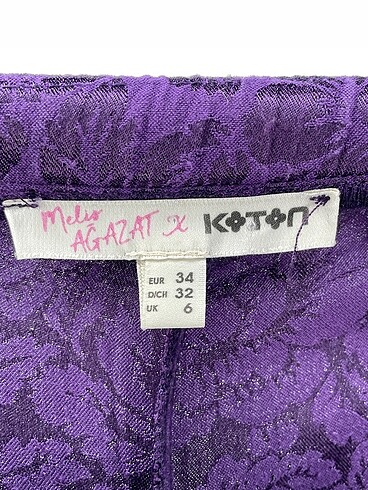 Melis
AĞAZAT X KOTON
EUR 34
D/CH 32
UK 6